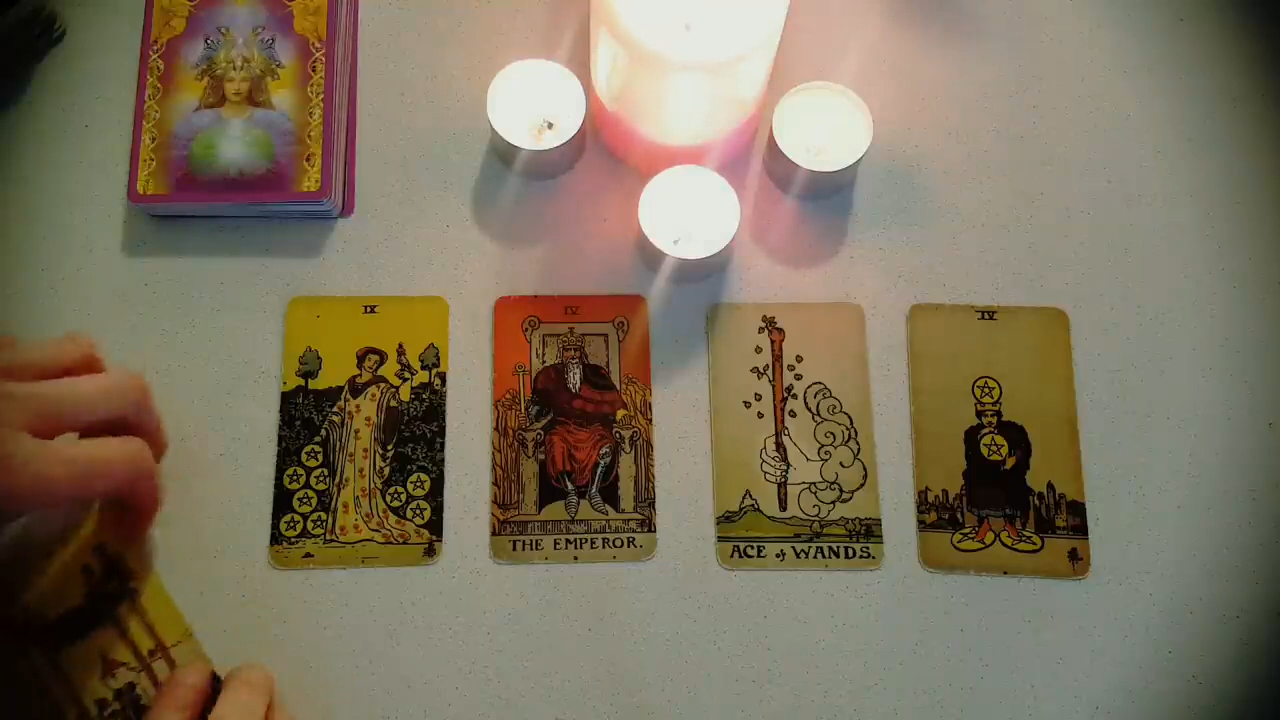 IX
IV
THE EMPEROR.
ACE of WANDS.
IV